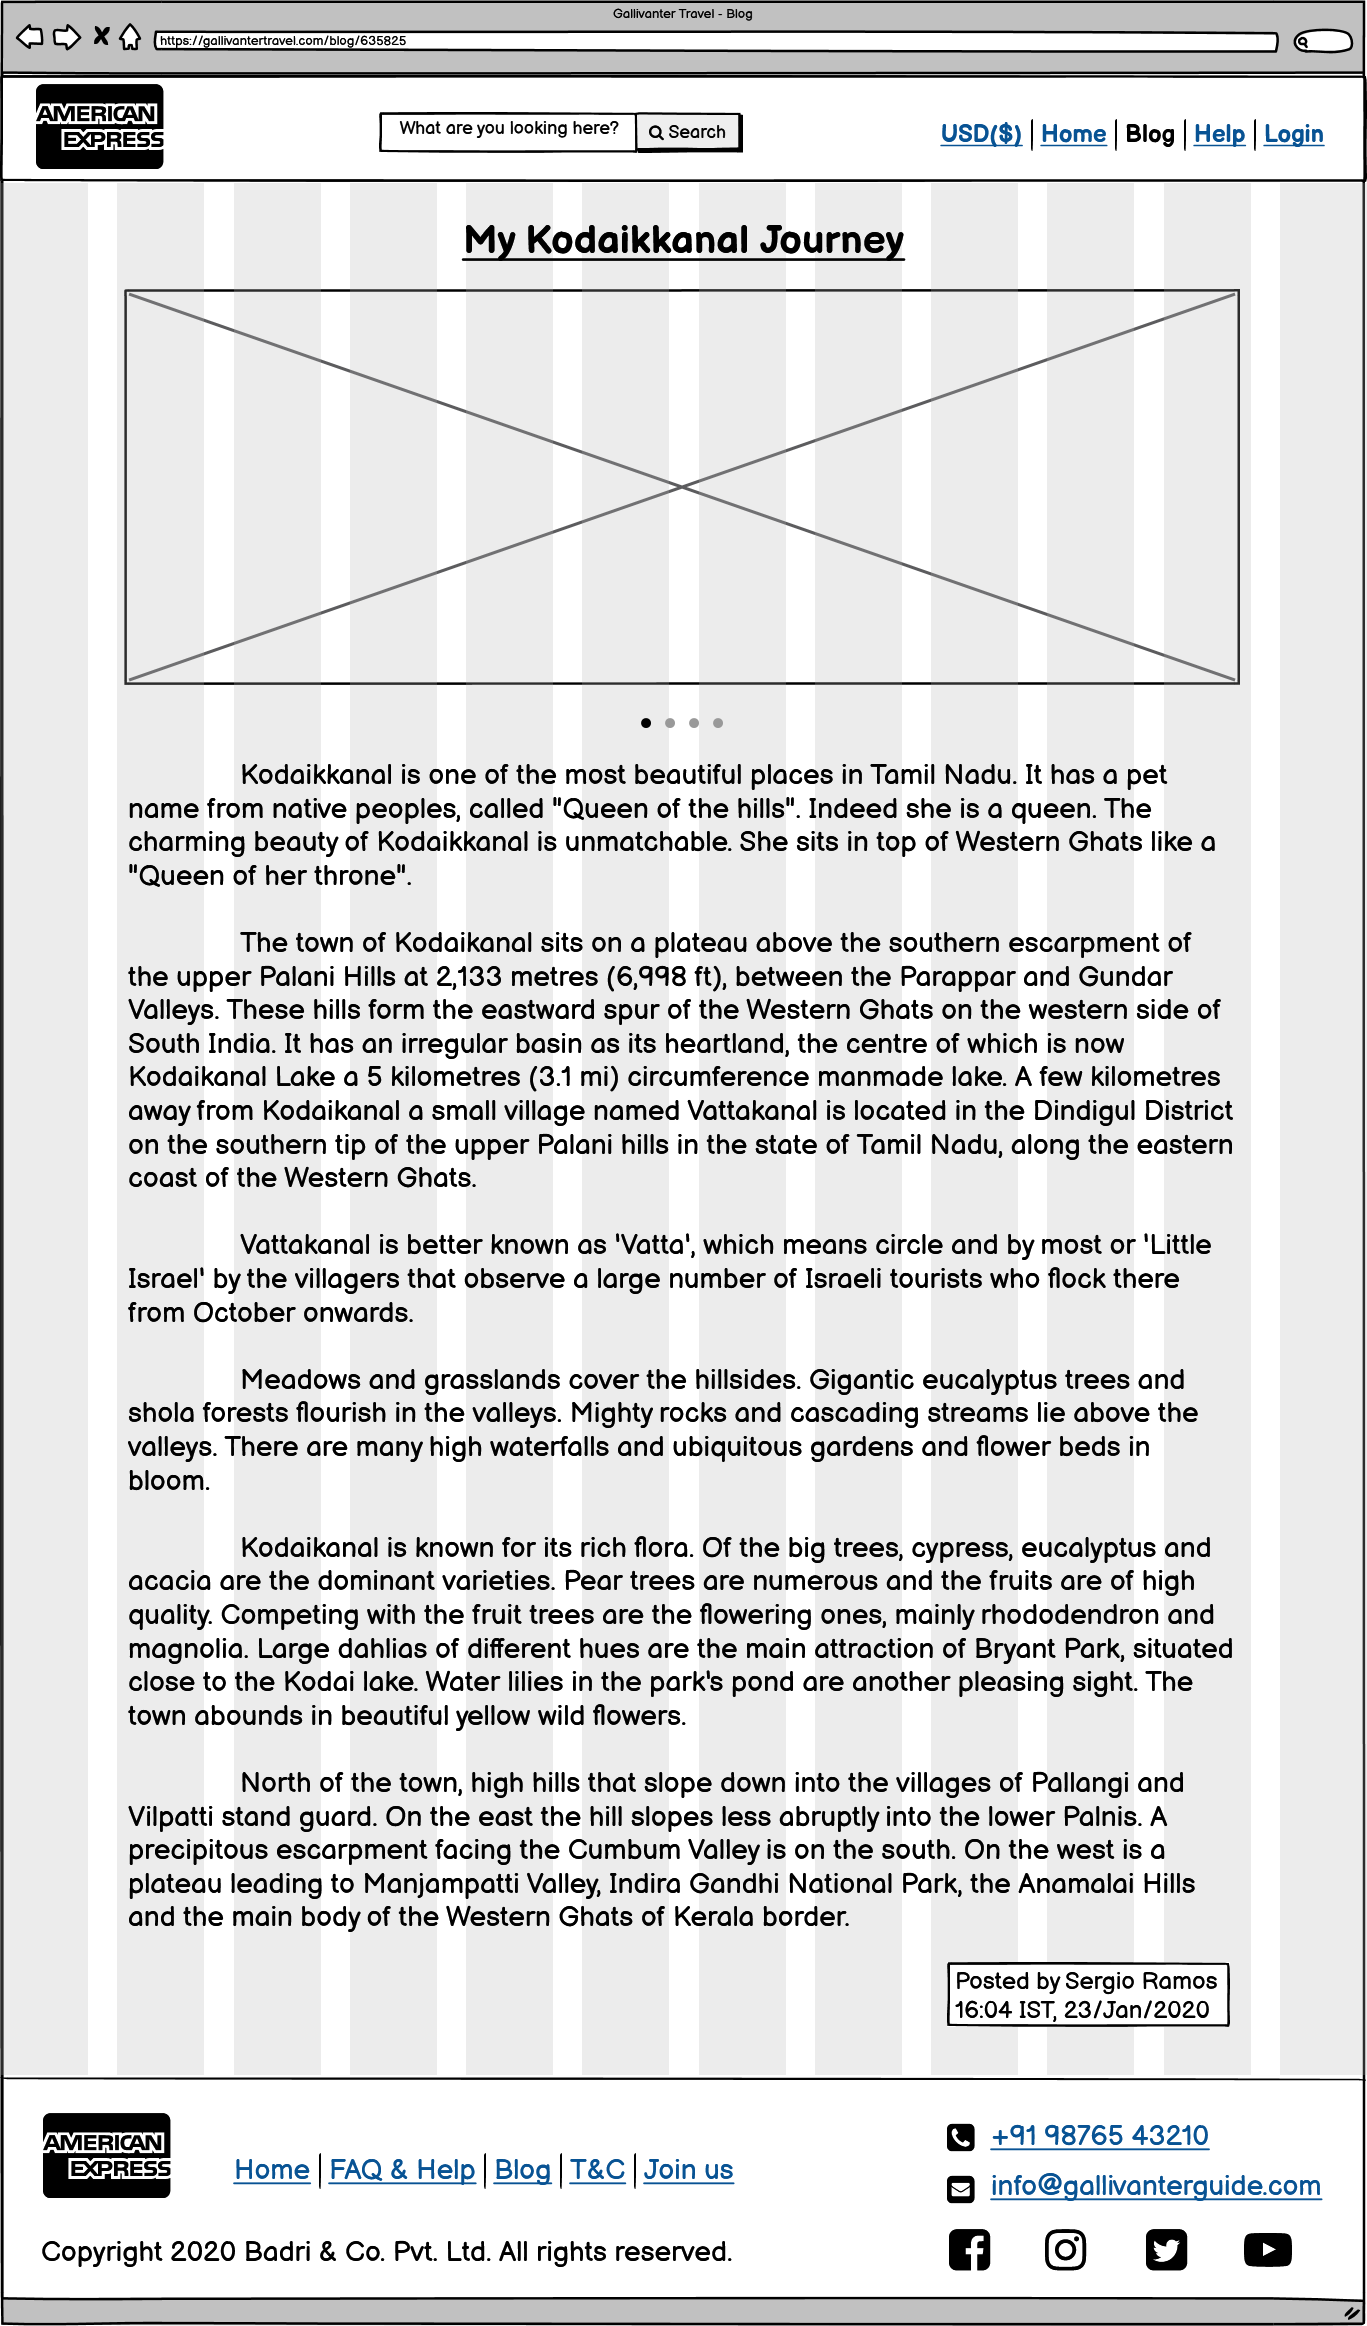 Gallivanter Travel - Blog
https://gallivantertravel.com/blog/635825
AMERICAN
EXPRESS
What are you looking here?
Search
USD($)
Home
Blog
Help
Login
My Kodaikkanal Journey
Kodaikkanal is one of the most beautiful places in Tamil Nadu. It has a pet
name from native peoples, called "Queen of the hills". Indeed she is a queen. The
charming beauty of Kodaikkanal is unmatchable. She sits in top of Western Ghats like a
"Queen of her throne".
The town of Kodaikanal sits on a plateau above the southern escarpment of
the upper Palani Hills at 2,133 metres (6,998 ft), between the Parappar and Gundar
Valleys. These hills form the eastward spur of the Western Ghats on the western side of
South India. It has an irregular basin as its heartland, the centre of which is now
Kodaikanal Lake a 5 kilometres (3.1 mi) circumference manmade lake. A few kilometres
away from Kodaikanal a small village named Vattakanal is located in the Dindigul District
on the southern tip of the upper Palani hills in the state of Tamil Nadu, along the eastern
coast of the Western Ghats.
Vattakanal is better known as 'Vatta', which means circle and by most or 'Little
Israel' by the villagers that observe a large number of Israeli tourists who flock there
from October onwards.
Meadows and grasslands cover the hillsides. Gigantic eucalyptus trees and
shola forests flourish in the valleys. Mighty rocks and cascading streams lie above the
valleys. There are many high waterfalls and ubiquitous gardens and flower beds in
bloom.
Kodaikanal is known for its rich flora. Of the big trees, cypress, eucalyptus and
acacia are the dominant varieties. Pear trees are numerous and the fruits are of high
quality. Competing with the fruit trees are the flowering ones, mainly rhododendron and
magnolia. Large dahlias of different hues are the main attraction of Bryant Park, situated
close to the Kodai lake. Water lilies in the park's pond are another pleasing sight. The
town abounds in beautiful yellow wild flowers.
North of the town, high hills that slope down into the villages of Pallangi and
Vilpatti stand guard. On the east the hill slopes less abruptly into the lower Palnis. A
precipitous escarpment facing the Cumbum Valley is on the south. On the west is a
plateau leading to Manjampatti Valley, Indira Gandhi National Park, the Anamalai Hills
and the main body of the Western Ghats of Kerala border.
Posted by Sergio Ramos
16:04 IST, 23/Jan/2020
AMERICAN
EXPRESS
Home
FAQ & Help
Blog
T&C
Join us
+91 98765 43210
info@gallivanterguide.com
Copyright 2020 Badri & Co. Pvt. Ltd. All rights reserved.